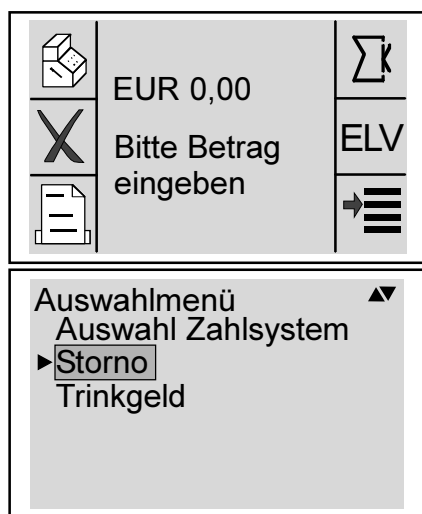 EUR 0,00
Bitte Betrag
eingeben
ELV
Auswahlmenü
Auswahl Zahlsystem
Storno
Trinkgeld